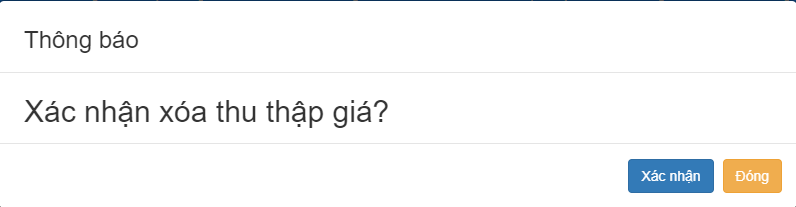 Thông báo
Xác nhận xóa thu thập giá?
Xác nhận Đóng